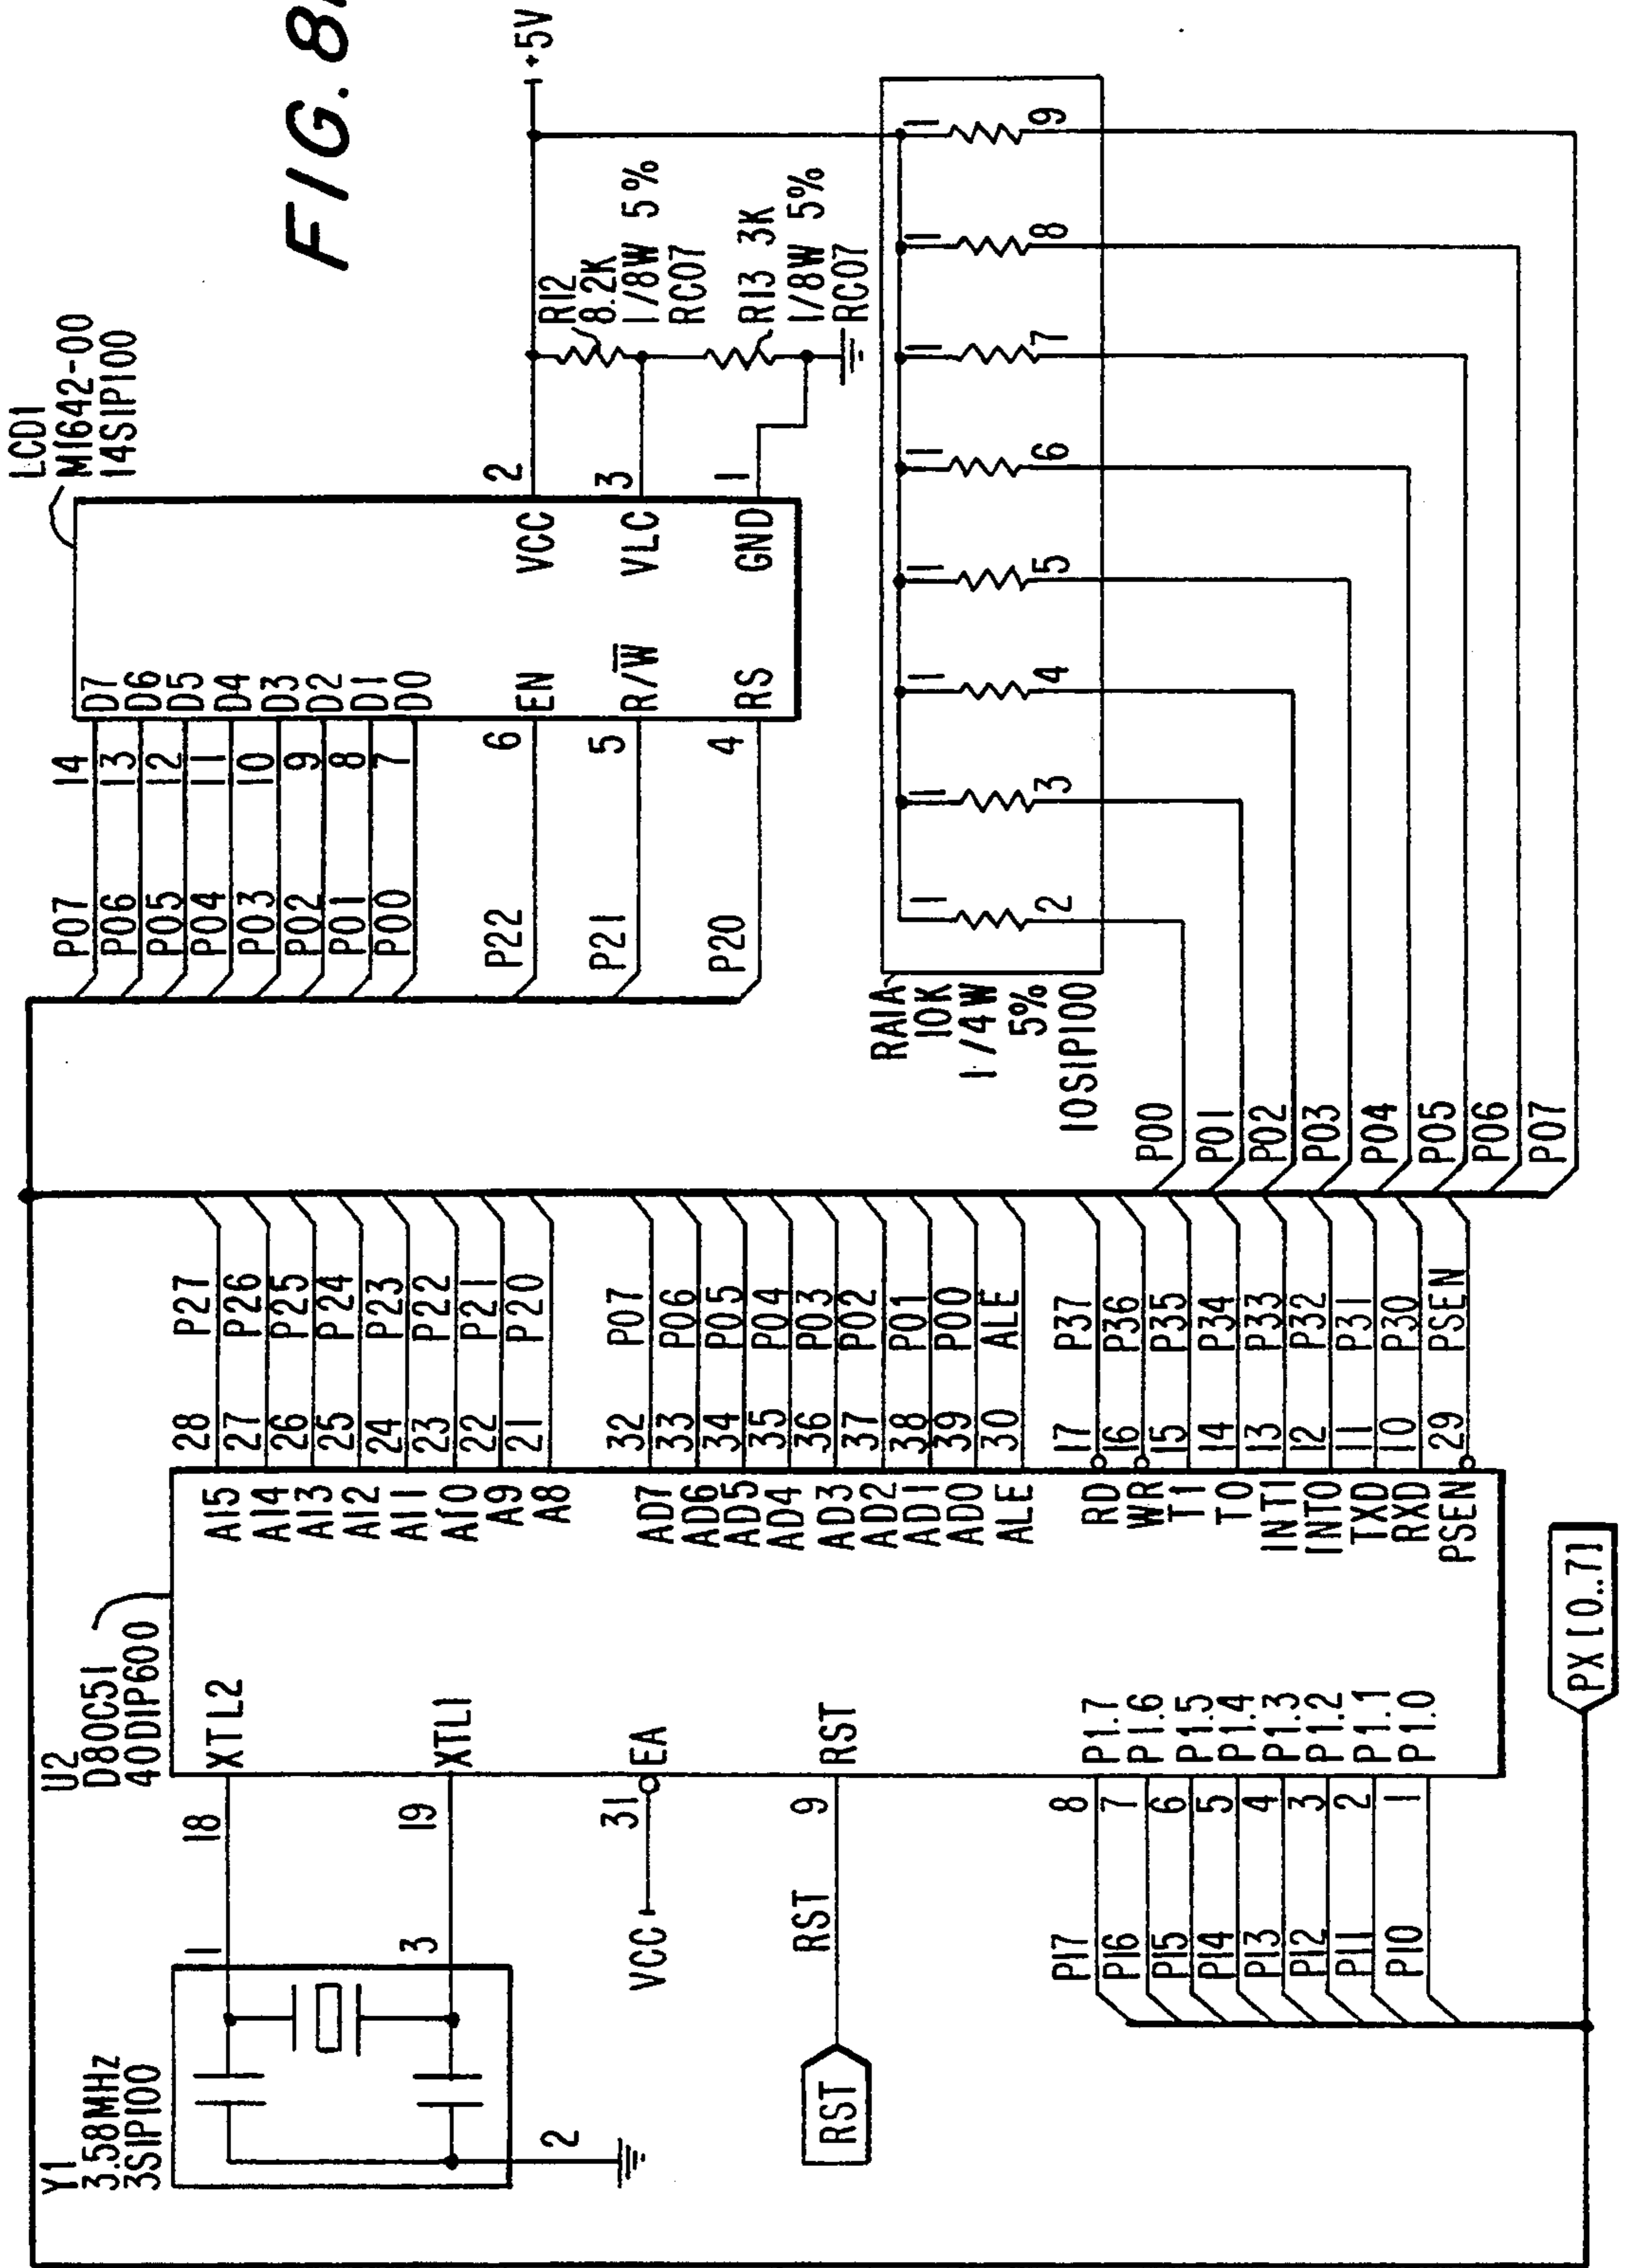 FIG. 8
LCD1
M1642-00
14SIP100
P07 14 D7
P06 13 D6
P05 12 D5
P04 11 D4
P03 10 D3
P02 9 D2
P01 8 D1
P00 7 D0
P22 6 EN
P21 5 R/W̅
P20 4 RS
VCC 2
VLC 3
GND 1
+5V
R12
8.2K
1/8W 5%
RC07
R13 3K
1/8W 5%
RC07
RA1A
10K
1/4W
5%
10SIP100
1 1 1 1 1 1 1 1
2 3 4 5 6 7 8 9
P00
P01
P02
P03
P04
P05
P06
P07
U2
D80C51
40DIP600
A15 28 P27
A14 27 P26
A13 26 P25
A12 25 P24
A11 24 P23
A10 23 P22
A9 22 P21
A8 21 P20
AD7 32 P07
AD6 33 P06
AD5 34 P05
AD4 35 P04
AD3 36 P03
AD2 37 P02
AD1 38 P01
AD0 39 P00
ALE 30 ALE
RD 17 P37
WR 16 P36
T1 15 P35
T0 14 P34
INT1 13 P33
INT0 12 P32
TXD 11 P31
RXD 10 P30
PSEN 29 PSEN
Y1
3.58MHz
3SIP100
1 18 XTL2
3 19 XTL1
2
VCC 31 EA
RST RST 9 RST
P17 8 P1.7
P16 7 P1.6
P15 6 P1.5
P14 5 P1.4
P13 4 P1.3
P12 3 P1.2
P11 2 P1.1
P10 1 P1.0
PX [0..7]